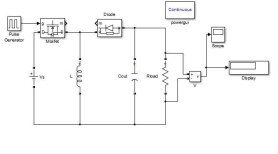 Continuous
powergui
Diode
Pulse
Generator
Mosfet
Scope
Vs
L
Cout
Rload
V
Display